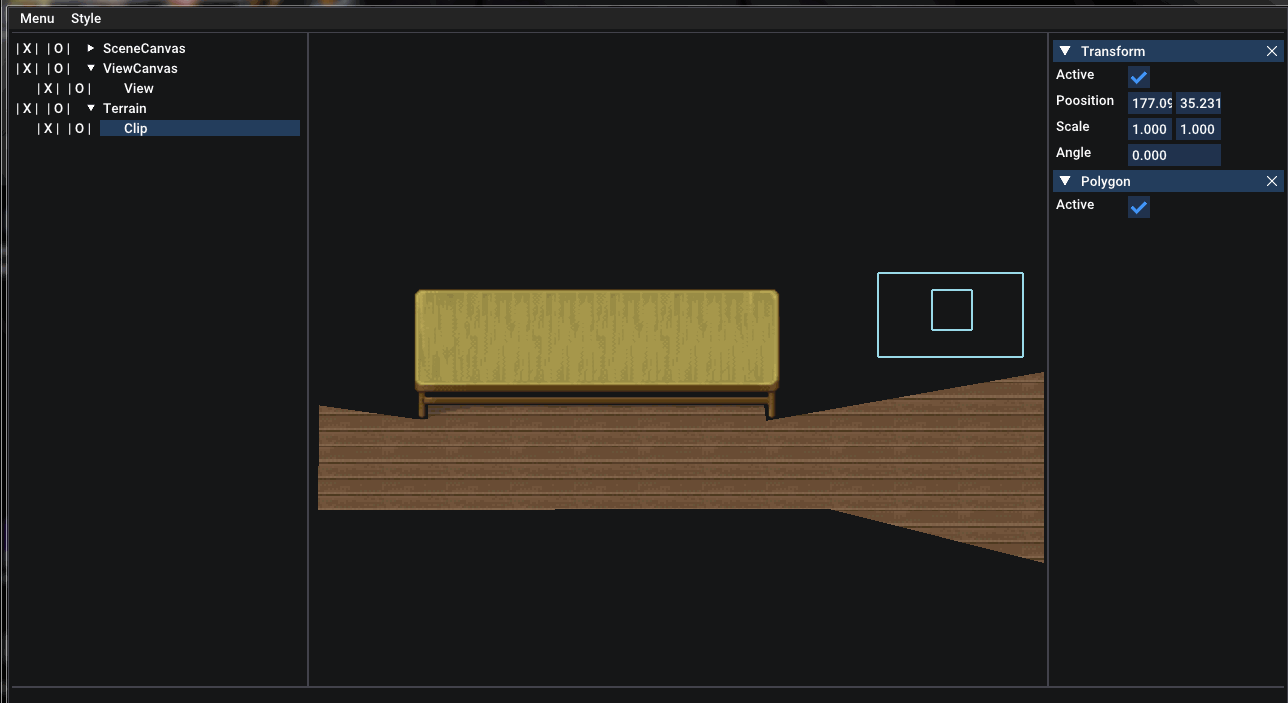 Menu Style
|X| |O| SceneCanvas
|X| |O| ViewCanvas
|X| |O| View
|X| |O| Terrain
|X| |O| Clip
Transform
Active
Poosition 177.09 35.231
Scale 1.000 1.000
Angle 0.000
Polygon
Active